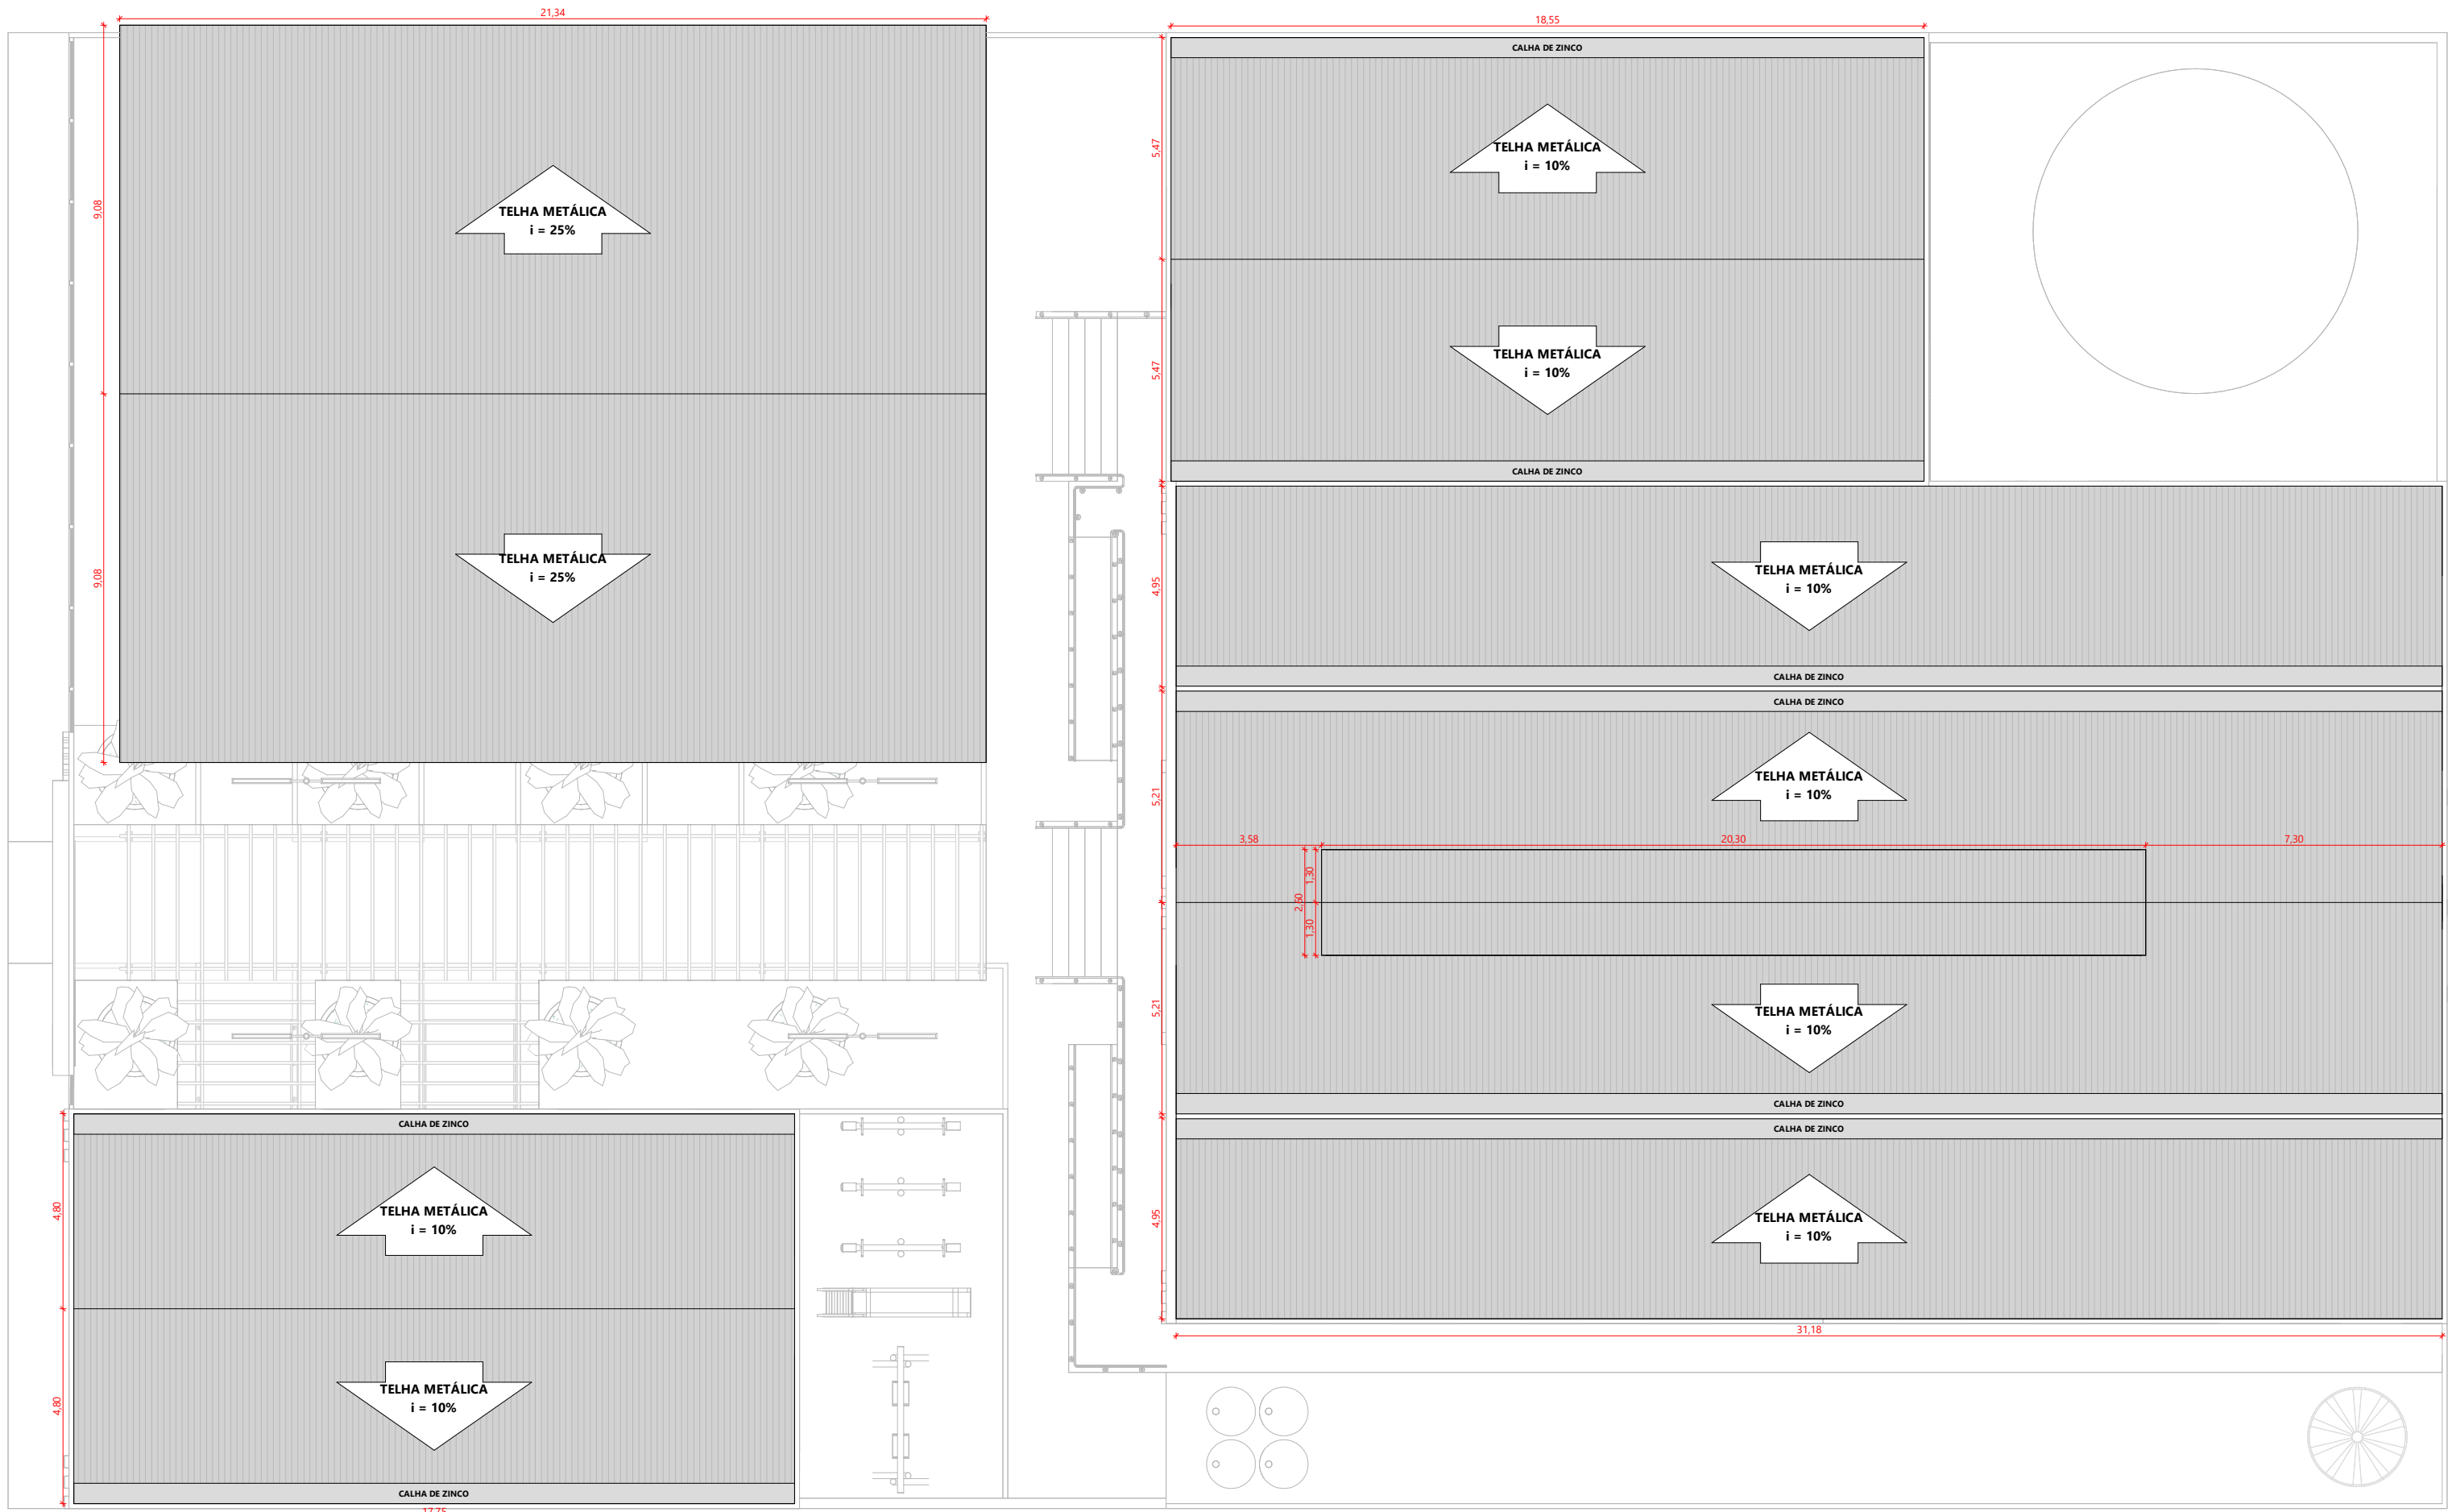 21,34
18,55
CALHA DE ZINCO
5,47
TELHA METÁLICA
i = 10%
9,08
TELHA METÁLICA
i = 25%
5,47
TELHA METÁLICA
i = 10%
CALHA DE ZINCO
9,08
TELHA METÁLICA
i = 25%
4,95
TELHA METÁLICA
i = 10%
CALHA DE ZINCO
CALHA DE ZINCO
5,21
TELHA METÁLICA
i = 10%
3,58
20,30
7,30
1,30
2,60
1,30
5,21
TELHA METÁLICA
i = 10%
CALHA DE ZINCO
CALHA DE ZINCO
CALHA DE ZINCO
4,80
TELHA METÁLICA
i = 10%
4,95
TELHA METÁLICA
i = 10%
31,18
4,80
TELHA METÁLICA
i = 10%
CALHA DE ZINCO
17,75